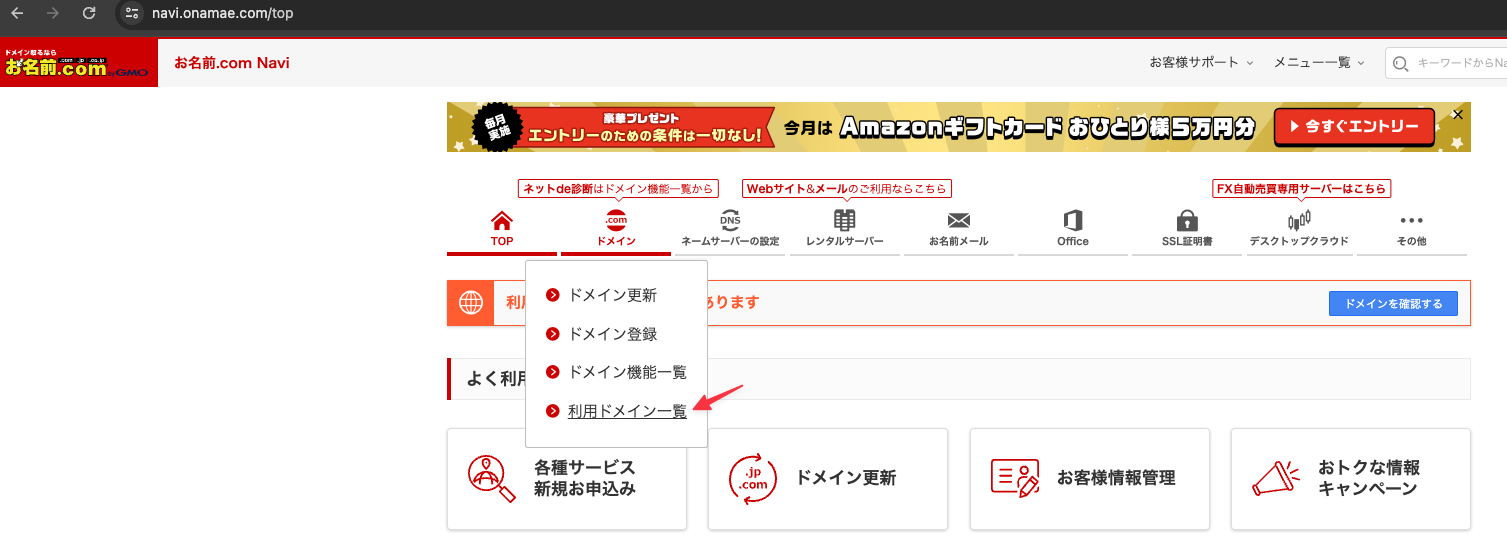 navi.onamae.com/top
ドメイン取るなら
お名前.com by GMO
お名前.com Navi
お客様サポート
メニュー一覧
キーワードからNa
毎月実施
豪華プレゼント
エントリーのための条件は一切なし!
今月は Amazonギフトカード おひとり様5万円分
今すぐエントリー
ネットde診断はドメイン機能一覧から
Webサイト&メールのご利用ならこちら
FX自動売買専用サーバーはこちら
TOP
.com
ドメイン
DNS
ネームサーバーの設定
レンタルサーバー
お名前メール
Office
SSL証明書
デスクトップクラウド
その他
ドメイン更新
ドメイン登録
ドメイン機能一覧
利用ドメイン一覧
利用
あります
ドメインを確認する
よく利用
各種サービス
新規お申込み
.jp
.com
ドメイン更新
お客様情報管理
おトクな情報
キャンペーン